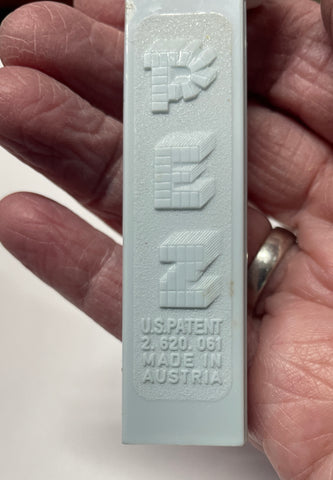 PEZ
U.S.PATENT
2. 620. 061
MADE IN
AUSTRIA